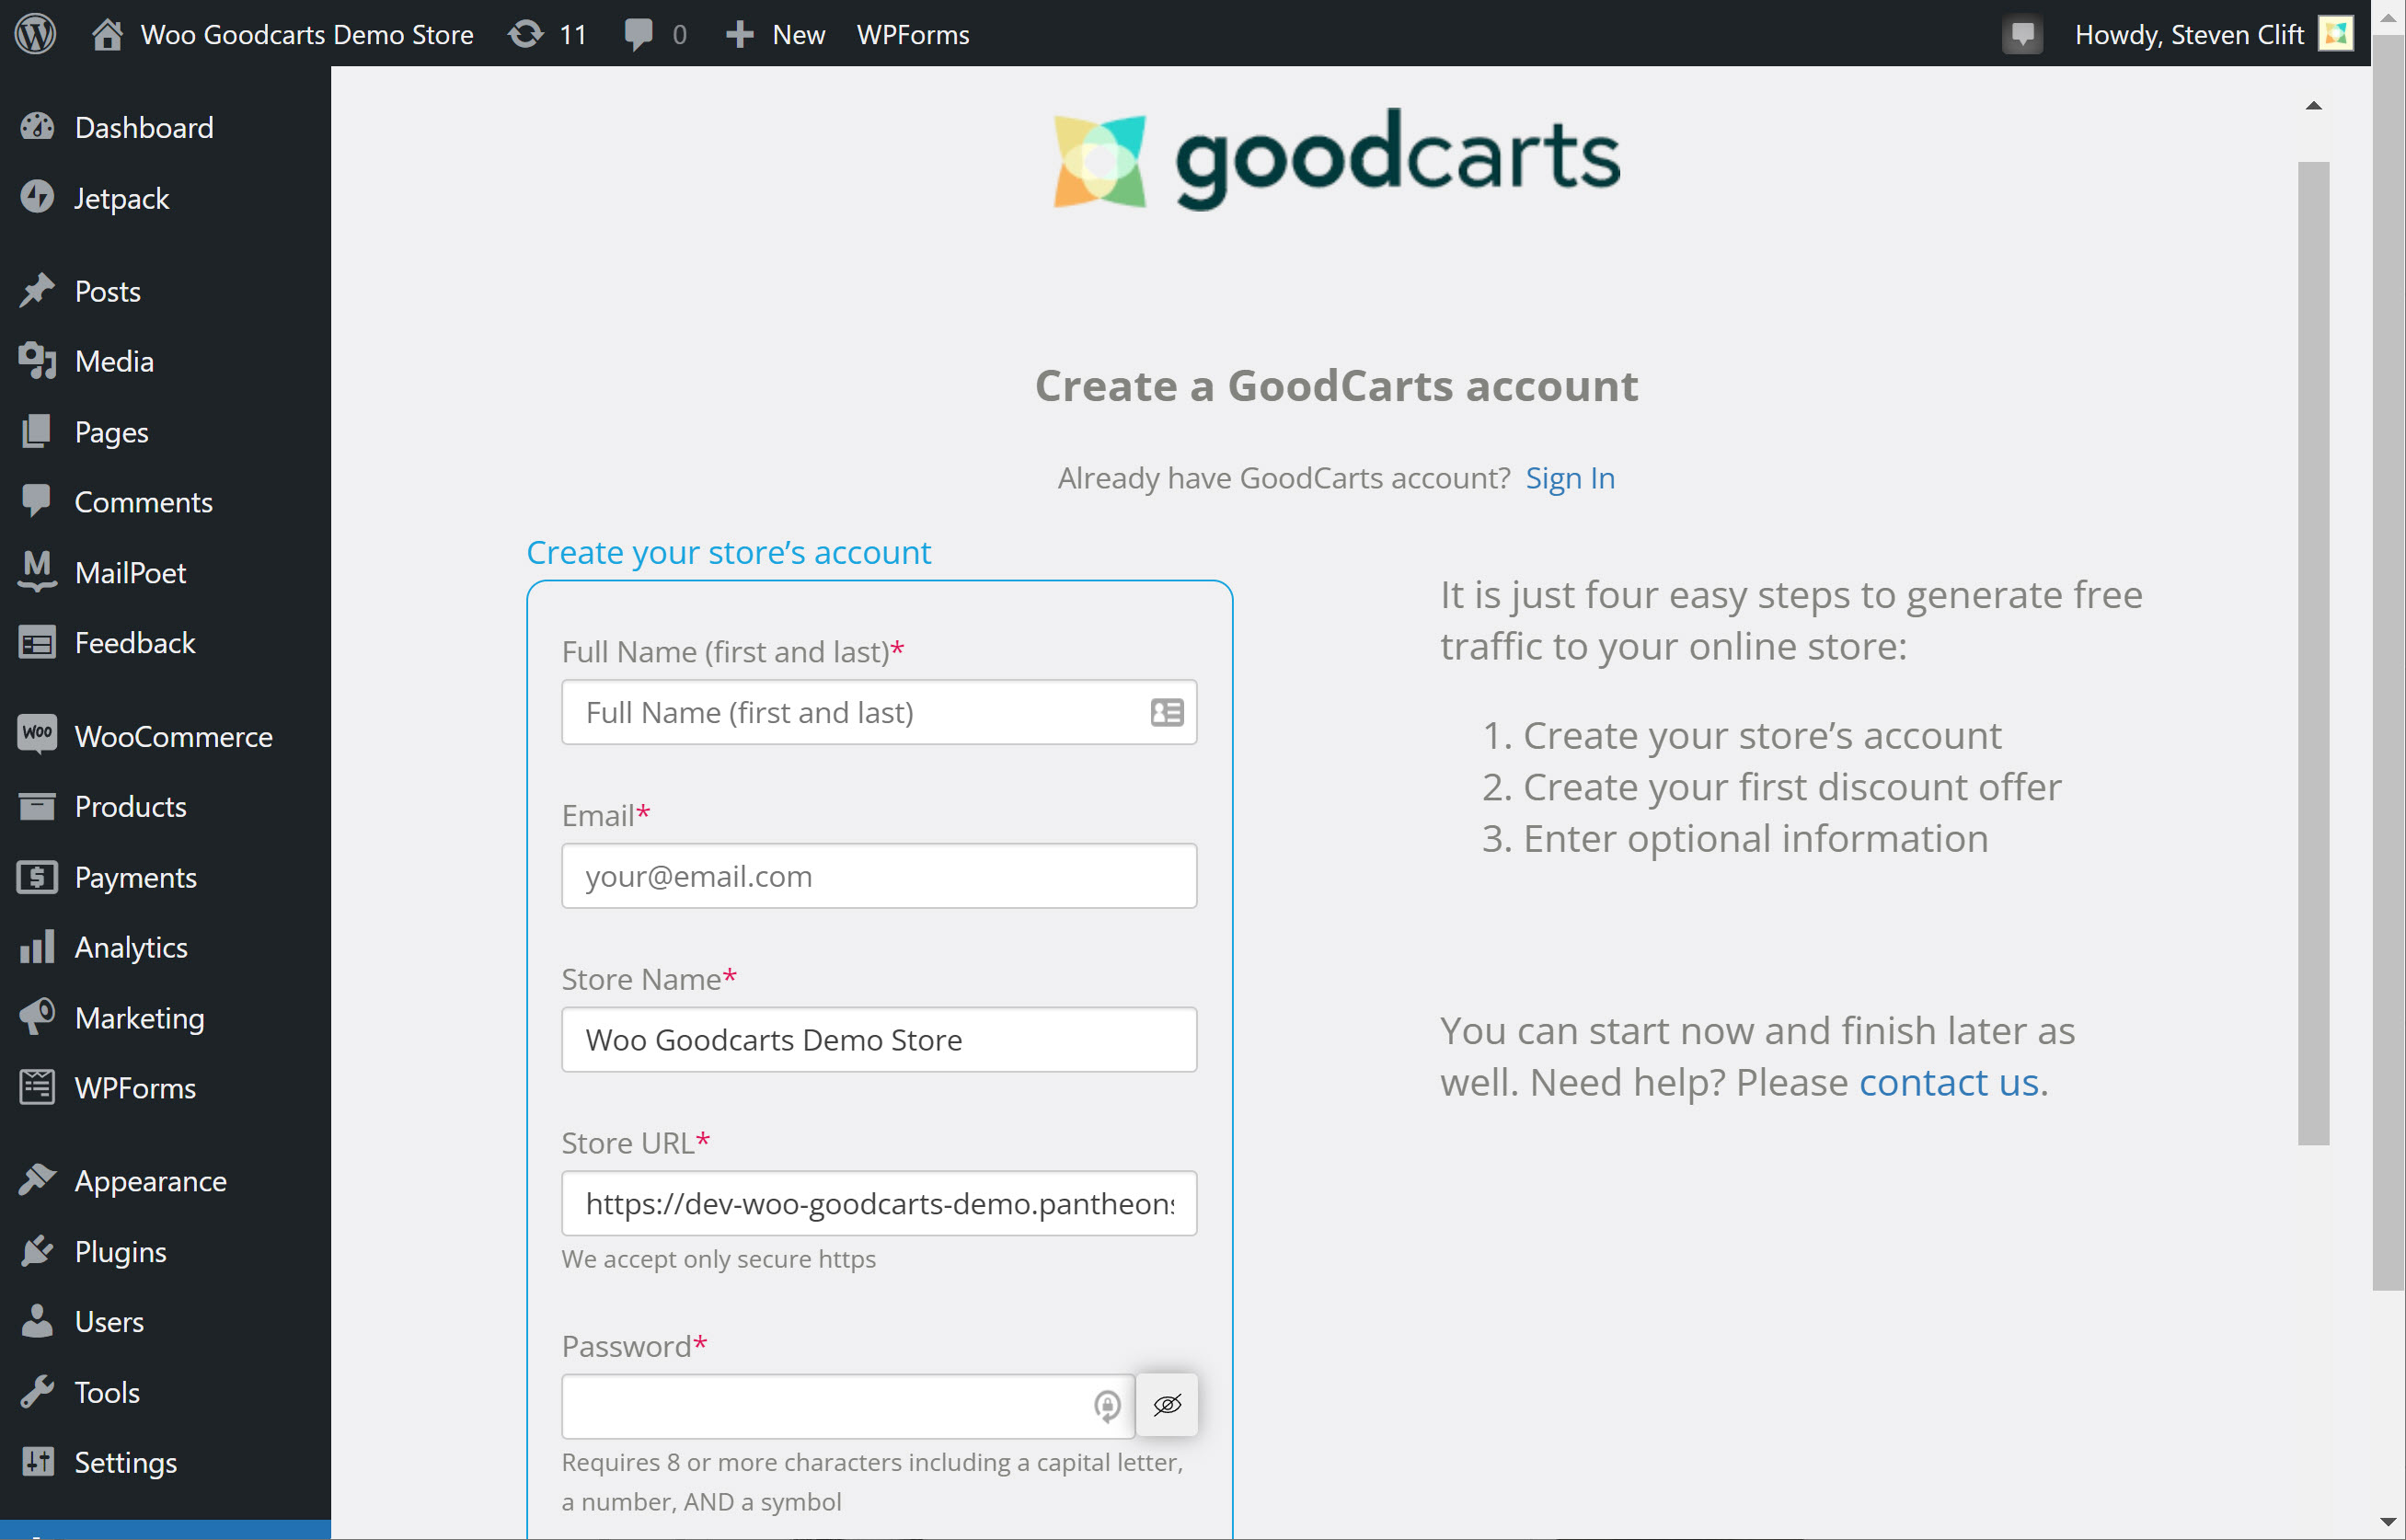 Woo Goodcarts Demo Store 11 0 New WPForms Howdy, Steven Clift
Dashboard
Jetpack
Posts
Media
Pages
Comments
MailPoet
Feedback
Woo WooCommerce
Products
Payments
Analytics
Marketing
WPForms
Appearance
Plugins
Users
Tools
Settings
goodcarts
Create a GoodCarts account
Already have GoodCarts account? Sign In
Create your store’s account
Full Name (first and last)*
Full Name (first and last)
Email*
your@email.com
Store Name*
Woo Goodcarts Demo Store
Store URL*
https://dev-woo-goodcarts-demo.pantheons
We accept only secure https
Password*
Requires 8 or more characters including a capital letter,
a number, AND a symbol
It is just four easy steps to generate free
traffic to your online store:
1. Create your store’s account
2. Create your first discount offer
3. Enter optional information
You can start now and finish later as
well. Need help? Please contact us.